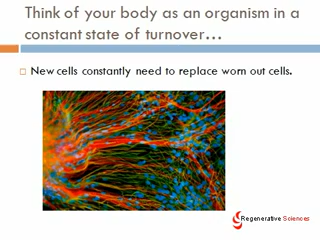 Think of your body as an organism in a
constant state of turnover…
New cells constantly need to replace worn out cells.
Regenerative Sciences